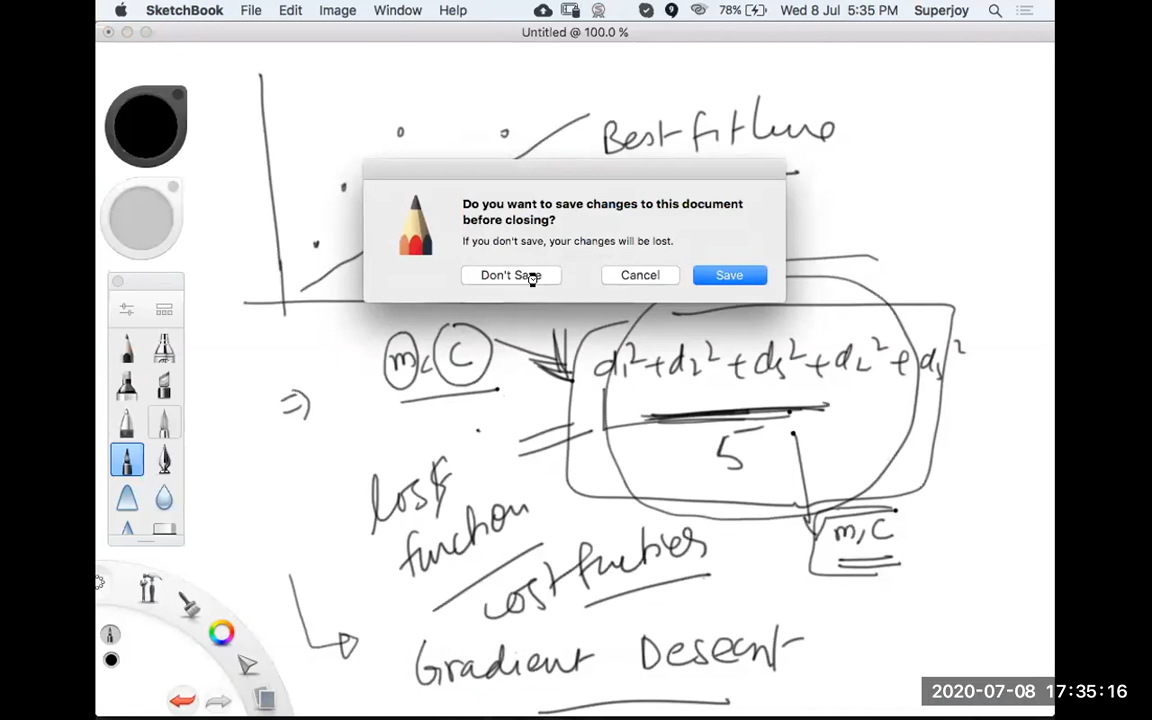 SketchBook File Edit Image Window Help 78% Wed 8 Jul 5:35 PM Superjoy
Untitled @ 100.0 %
Best fit line
Do you want to save changes to this document
before closing?
If you don't save, your changes will be lost.
Don't Save Cancel Save
m, C
d1² + d2² + d3² + d2² + d5²
⇒
=
5
loss
function
m, C
cost
Gradient
2020-07-08 17:35:16